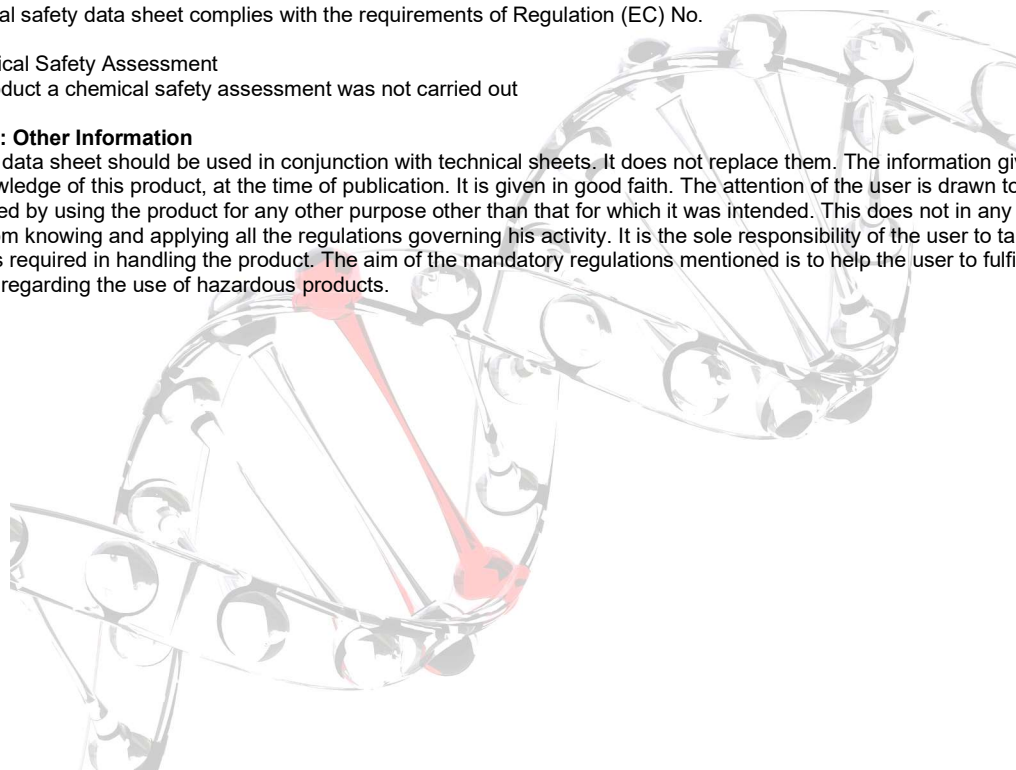 al safety data sheet complies with the requirements of Regulation (EC) No.
ical Safety Assessment
duct a chemical safety assessment was not carried out
: Other Information
data sheet should be used in conjunction with technical sheets. It does not replace them. The information giv
wledge of this product, at the time of publication. It is given in good faith. The attention of the user is drawn to
ed by using the product for any other purpose other than that for which it was intended. This does not in any
om knowing and applying all the regulations governing his activity. It is the sole responsibility of the user to ta
s required in handling the product. The aim of the mandatory regulations mentioned is to help the user to fulfi
regarding the use of hazardous products.